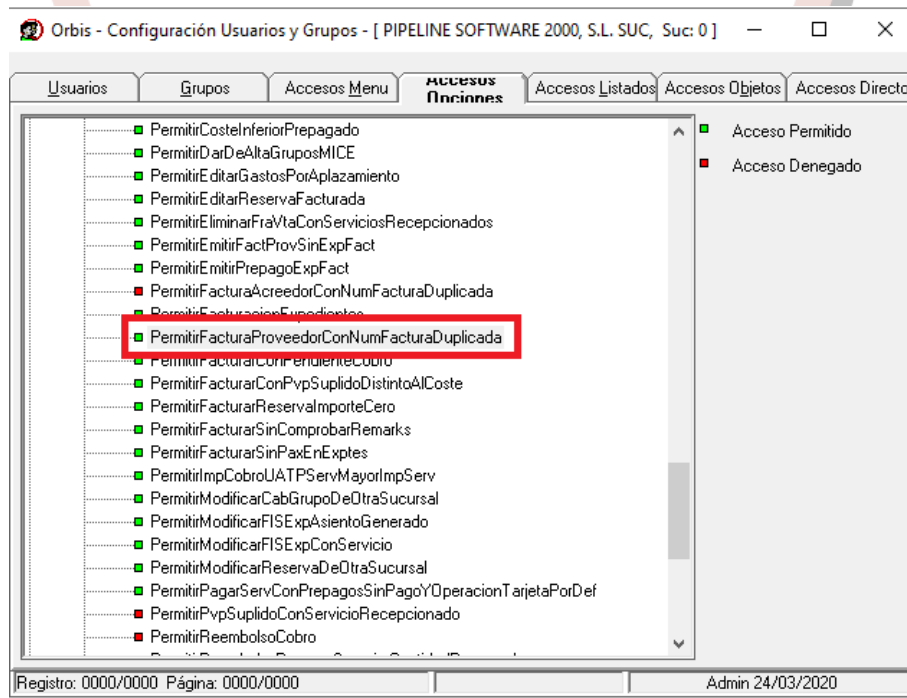 Orbis - Configuración Usuarios y Grupos - [ PIPELINE SOFTWARE 2000, S.L. SUC, Suc: 0 ]
Usuarios Grupos Accesos Menu Accesos Opciones Accesos Listados Accesos Objetos Accesos Directo
PermitirCosteInferiorPrepagado
PermitirDarDeAltaGruposMICE
PermitirEditarGastosPorAplazamiento
PermitirEditarReservaFacturada
PermitirEliminarFraVtaConServiciosRecepcionados
PermitirEmitirFactProvSinExpFact
PermitirEmitirPrepagoExpFact
PermitirFacturaAcreedorConNumFacturaDuplicada
PermitirFacturacionExpedientes
PermitirFacturaProveedorConNumFacturaDuplicada
PermitirFacturarConPendienteCobro
PermitirFacturarConPvpSuplidoDistintoAlCoste
PermitirFacturarReservaImporteCero
PermitirFacturarSinComprobarRemarks
PermitirFacturarSinPaxEnExptes
PermitirImpCobroUATPServMayorImpServ
PermitirModificarCabGrupoDeOtraSucursal
PermitirModificarFISExpAsientoGenerado
PermitirModificarFISExpConServicio
PermitirModificarReservaDeOtraSucursal
PermitirPagarServConPrepagosSinPagoYOperacionTarjetaPorDef
PermitirPvpSuplidoConServicioRecepcionado
PermitirReembolsoCobro
Acceso Permitido
Acceso Denegado
Registro: 0000/0000 Página: 0000/0000
Admin 24/03/2020